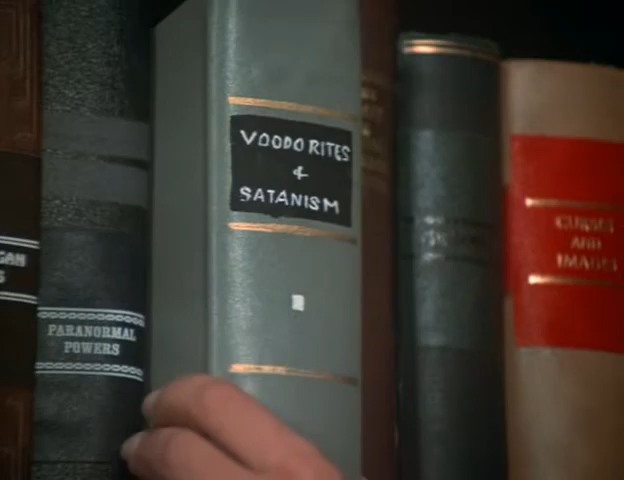 PARANORMAL
POWERS
VOODO RITES
&
SATANISM
CURSES
AND
IMAGES